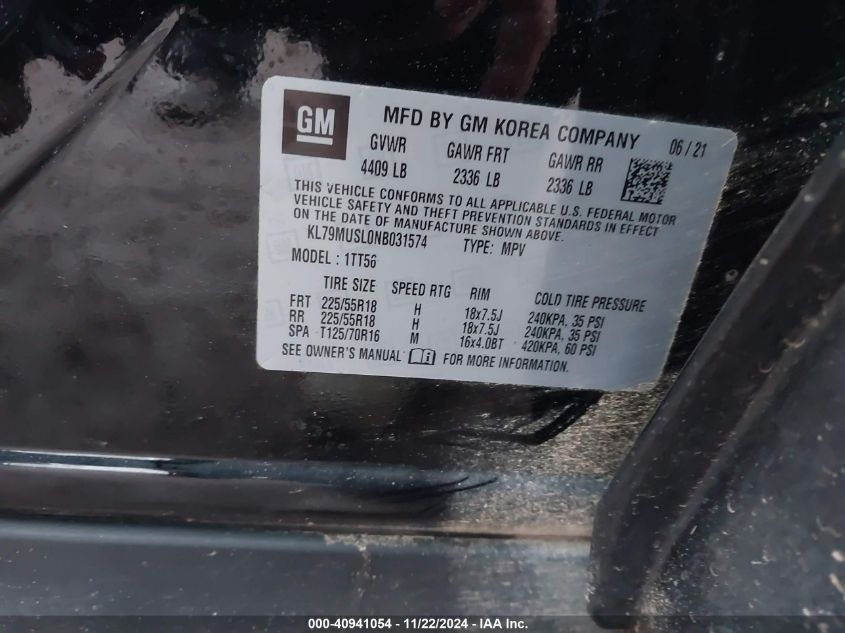 GM
MFD BY GM KOREA COMPANY 06 / 21
GVWR GAWR FRT GAWR RR
4409 LB 2336 LB 2336 LB
THIS VEHICLE CONFORMS TO ALL APPLICABLE U.S. FEDERAL MOTOR
VEHICLE SAFETY AND THEFT PREVENTION STANDARDS IN EFFECT
ON THE DATE OF MANUFACTURE SHOWN ABOVE.
KL79MUSL0NB031574 TYPE: MPV
MODEL : 1TT56
TIRE SIZE SPEED RTG RIM COLD TIRE PRESSURE
FRT 225/55R18 H 18x7.5J 240KPA, 35 PSI
RR 225/55R18 H 18x7.5J 240KPA, 35 PSI
SPA T125/70R16 M 16x4.0BT 420KPA, 60 PSI
SEE OWNER'S MANUAL FOR MORE INFORMATION.
000-40941054 - 11/22/2024 - IAA Inc.